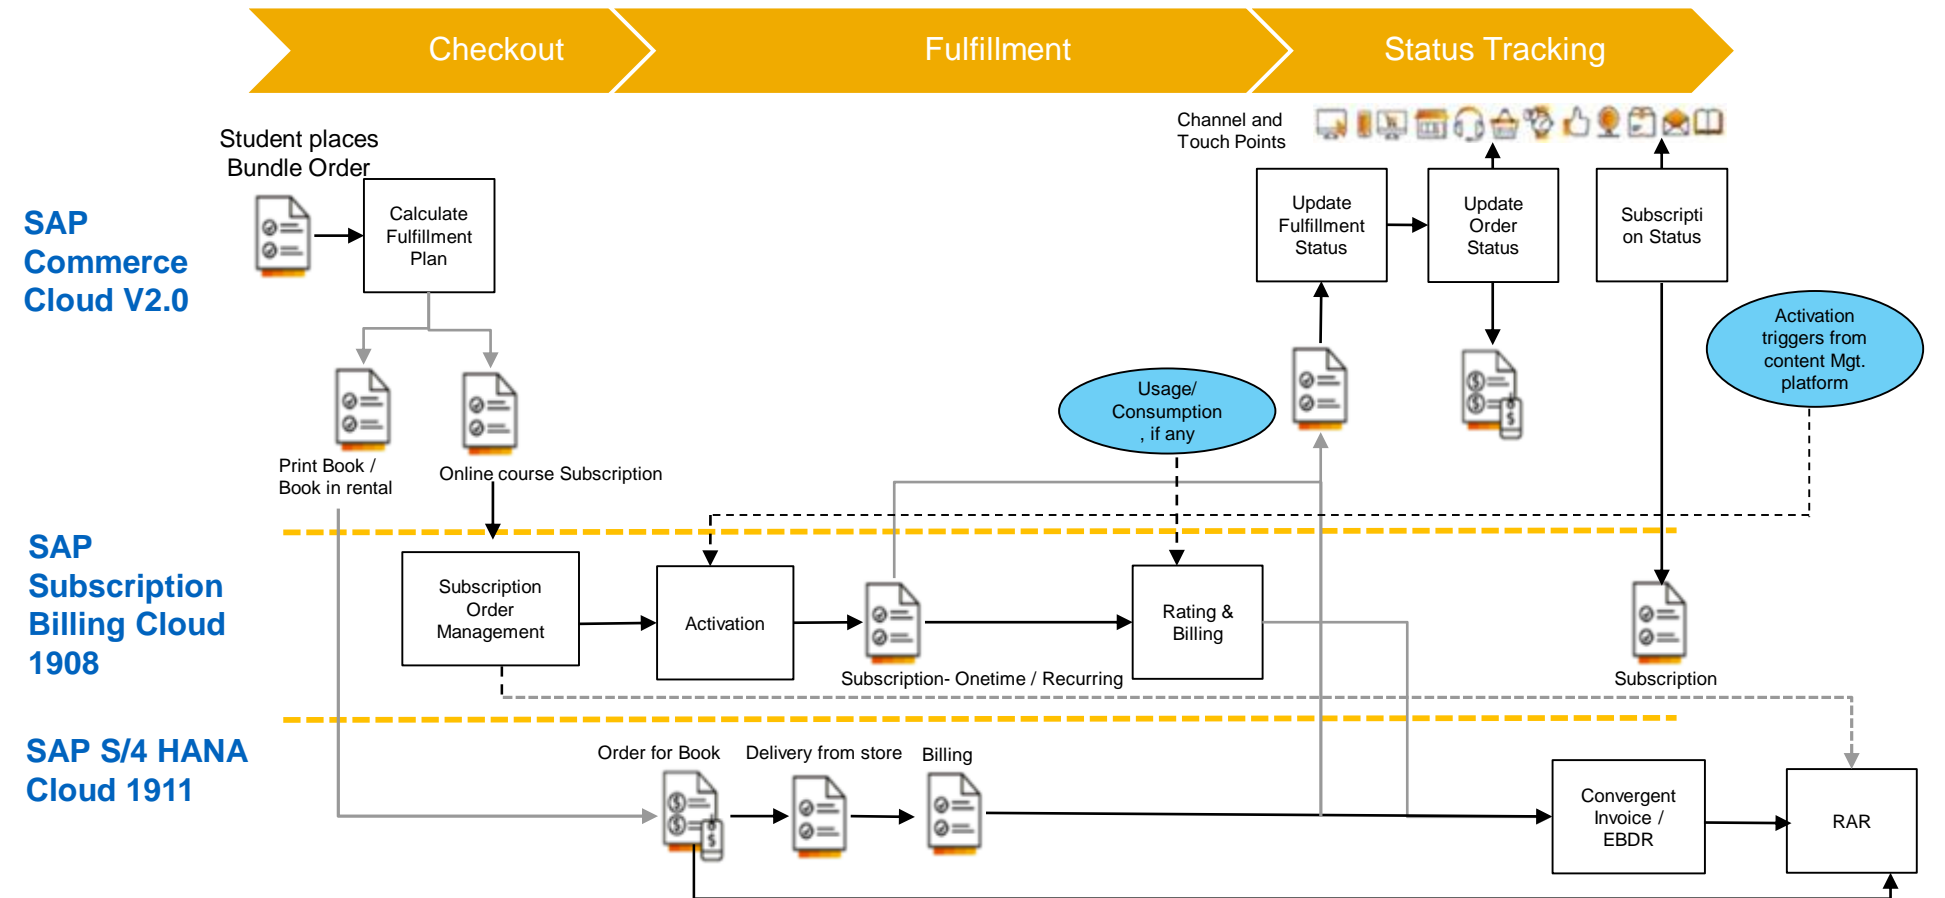 Checkout
Fulfillment
Status Tracking
Channel and
Touch Points
Student places
Bundle Order
SAP
Commerce
Cloud V2.0
Calculate
Fulfillment
Plan
Update
Fulfillment
Status
Update
Order
Status
Subscripti
on Status
Activation
triggers from
content Mgt.
platform
Usage/
Consumption
, if any
Print Book /
Book in rental
Online course Subscription
SAP
Subscription
Billing Cloud
1908
Subscription
Order
Management
Activation
Subscription- Onetime / Recurring
Rating &
Billing
Subscription
SAP S/4 HANA
Cloud 1911
Order for Book
Delivery from store
Billing
Convergent
Invoice /
EBDR
RAR